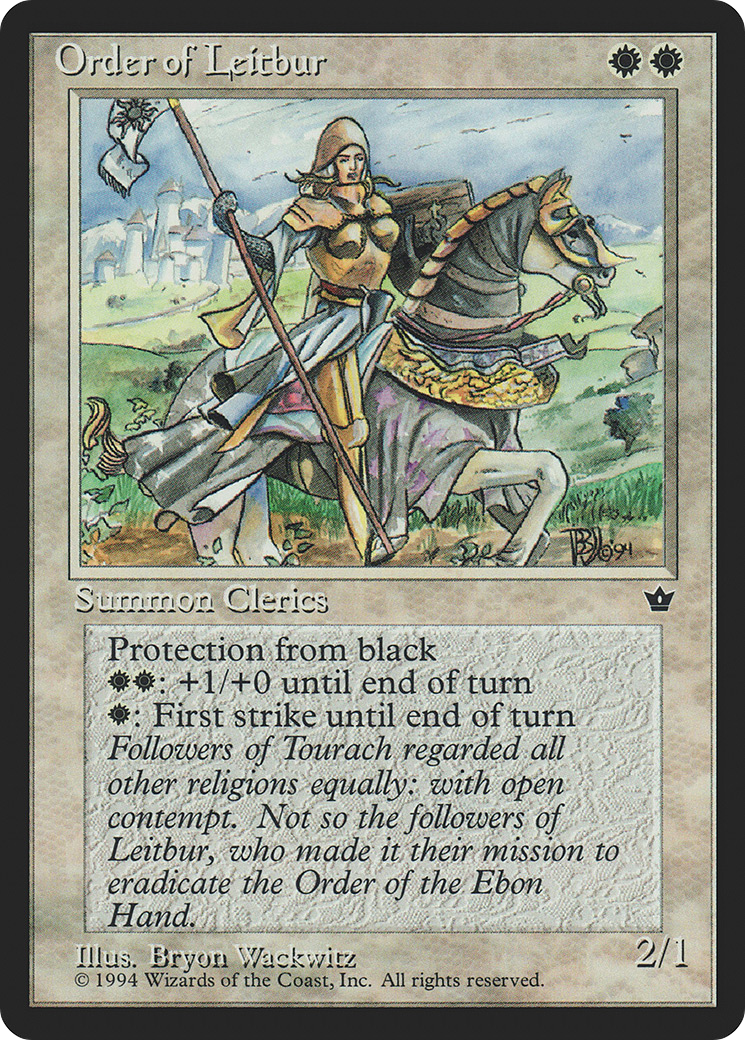 Order of Leitbur
Summon Clerics
Protection from black
: +1/+0 until end of turn
: First strike until end of turn
Followers of Tourach regarded all
other religions equally: with open
contempt. Not so the followers of
Leitbur, who made it their mission to
eradicate the Order of the Ebon
Hand.
Illus. Bryon Wackwitz
2/1
© 1994 Wizards of the Coast, Inc. All rights reserved.